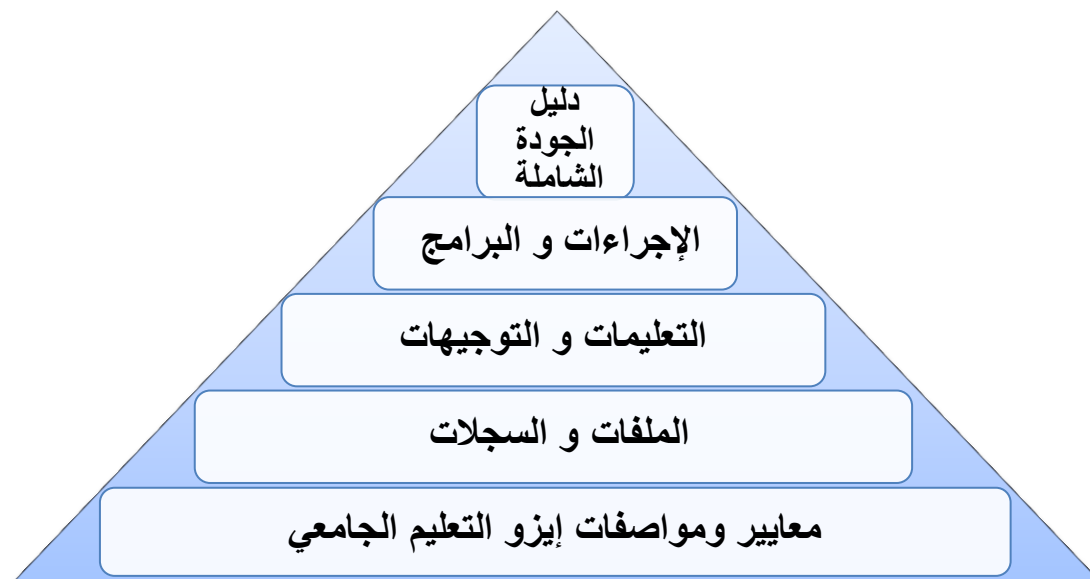 دليل
الجودة
الشاملة
الإجراءات و البرامج
التعليمات و التوجيهات
الملفات و السجلات
معايير ومواصفات إيزو التعليم الجامعي